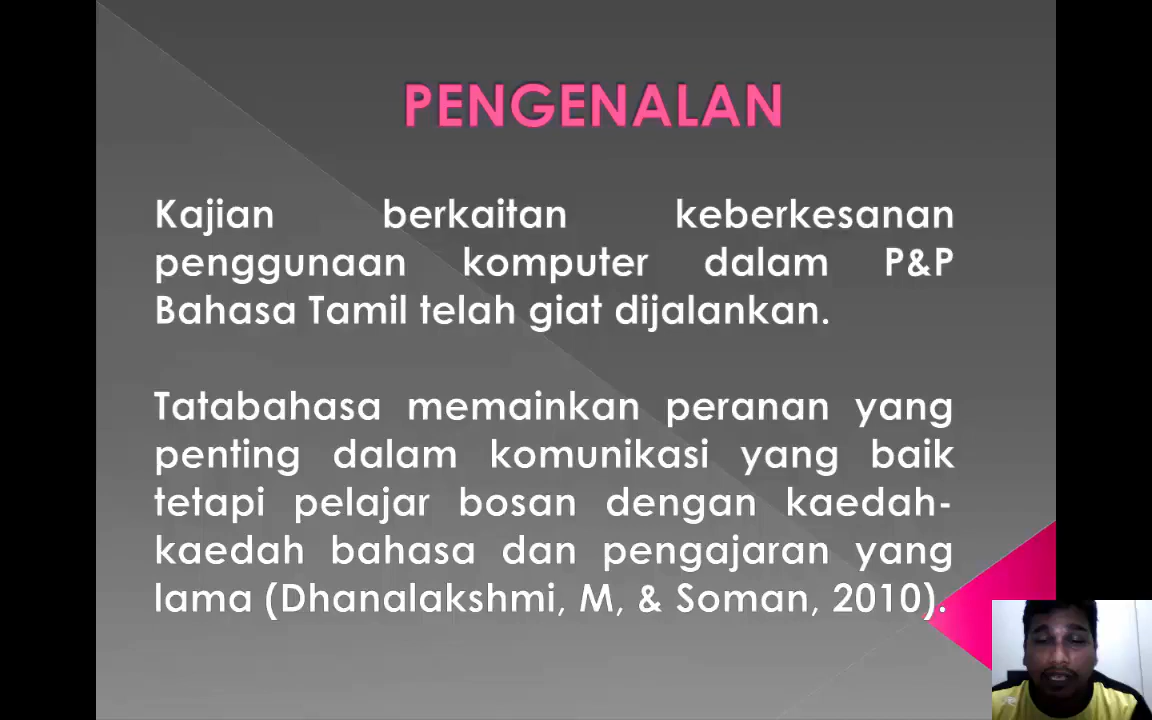 PENGENALAN
Kajian berkaitan keberkesanan
penggunaan komputer dalam P&P
Bahasa Tamil telah giat dijalankan.
Tatabahasa memainkan peranan yang
penting dalam komunikasi yang baik
tetapi pelajar bosan dengan kaedah-
kaedah bahasa dan pengajaran yang
lama (Dhanalakshmi, M, & Soman, 2010).